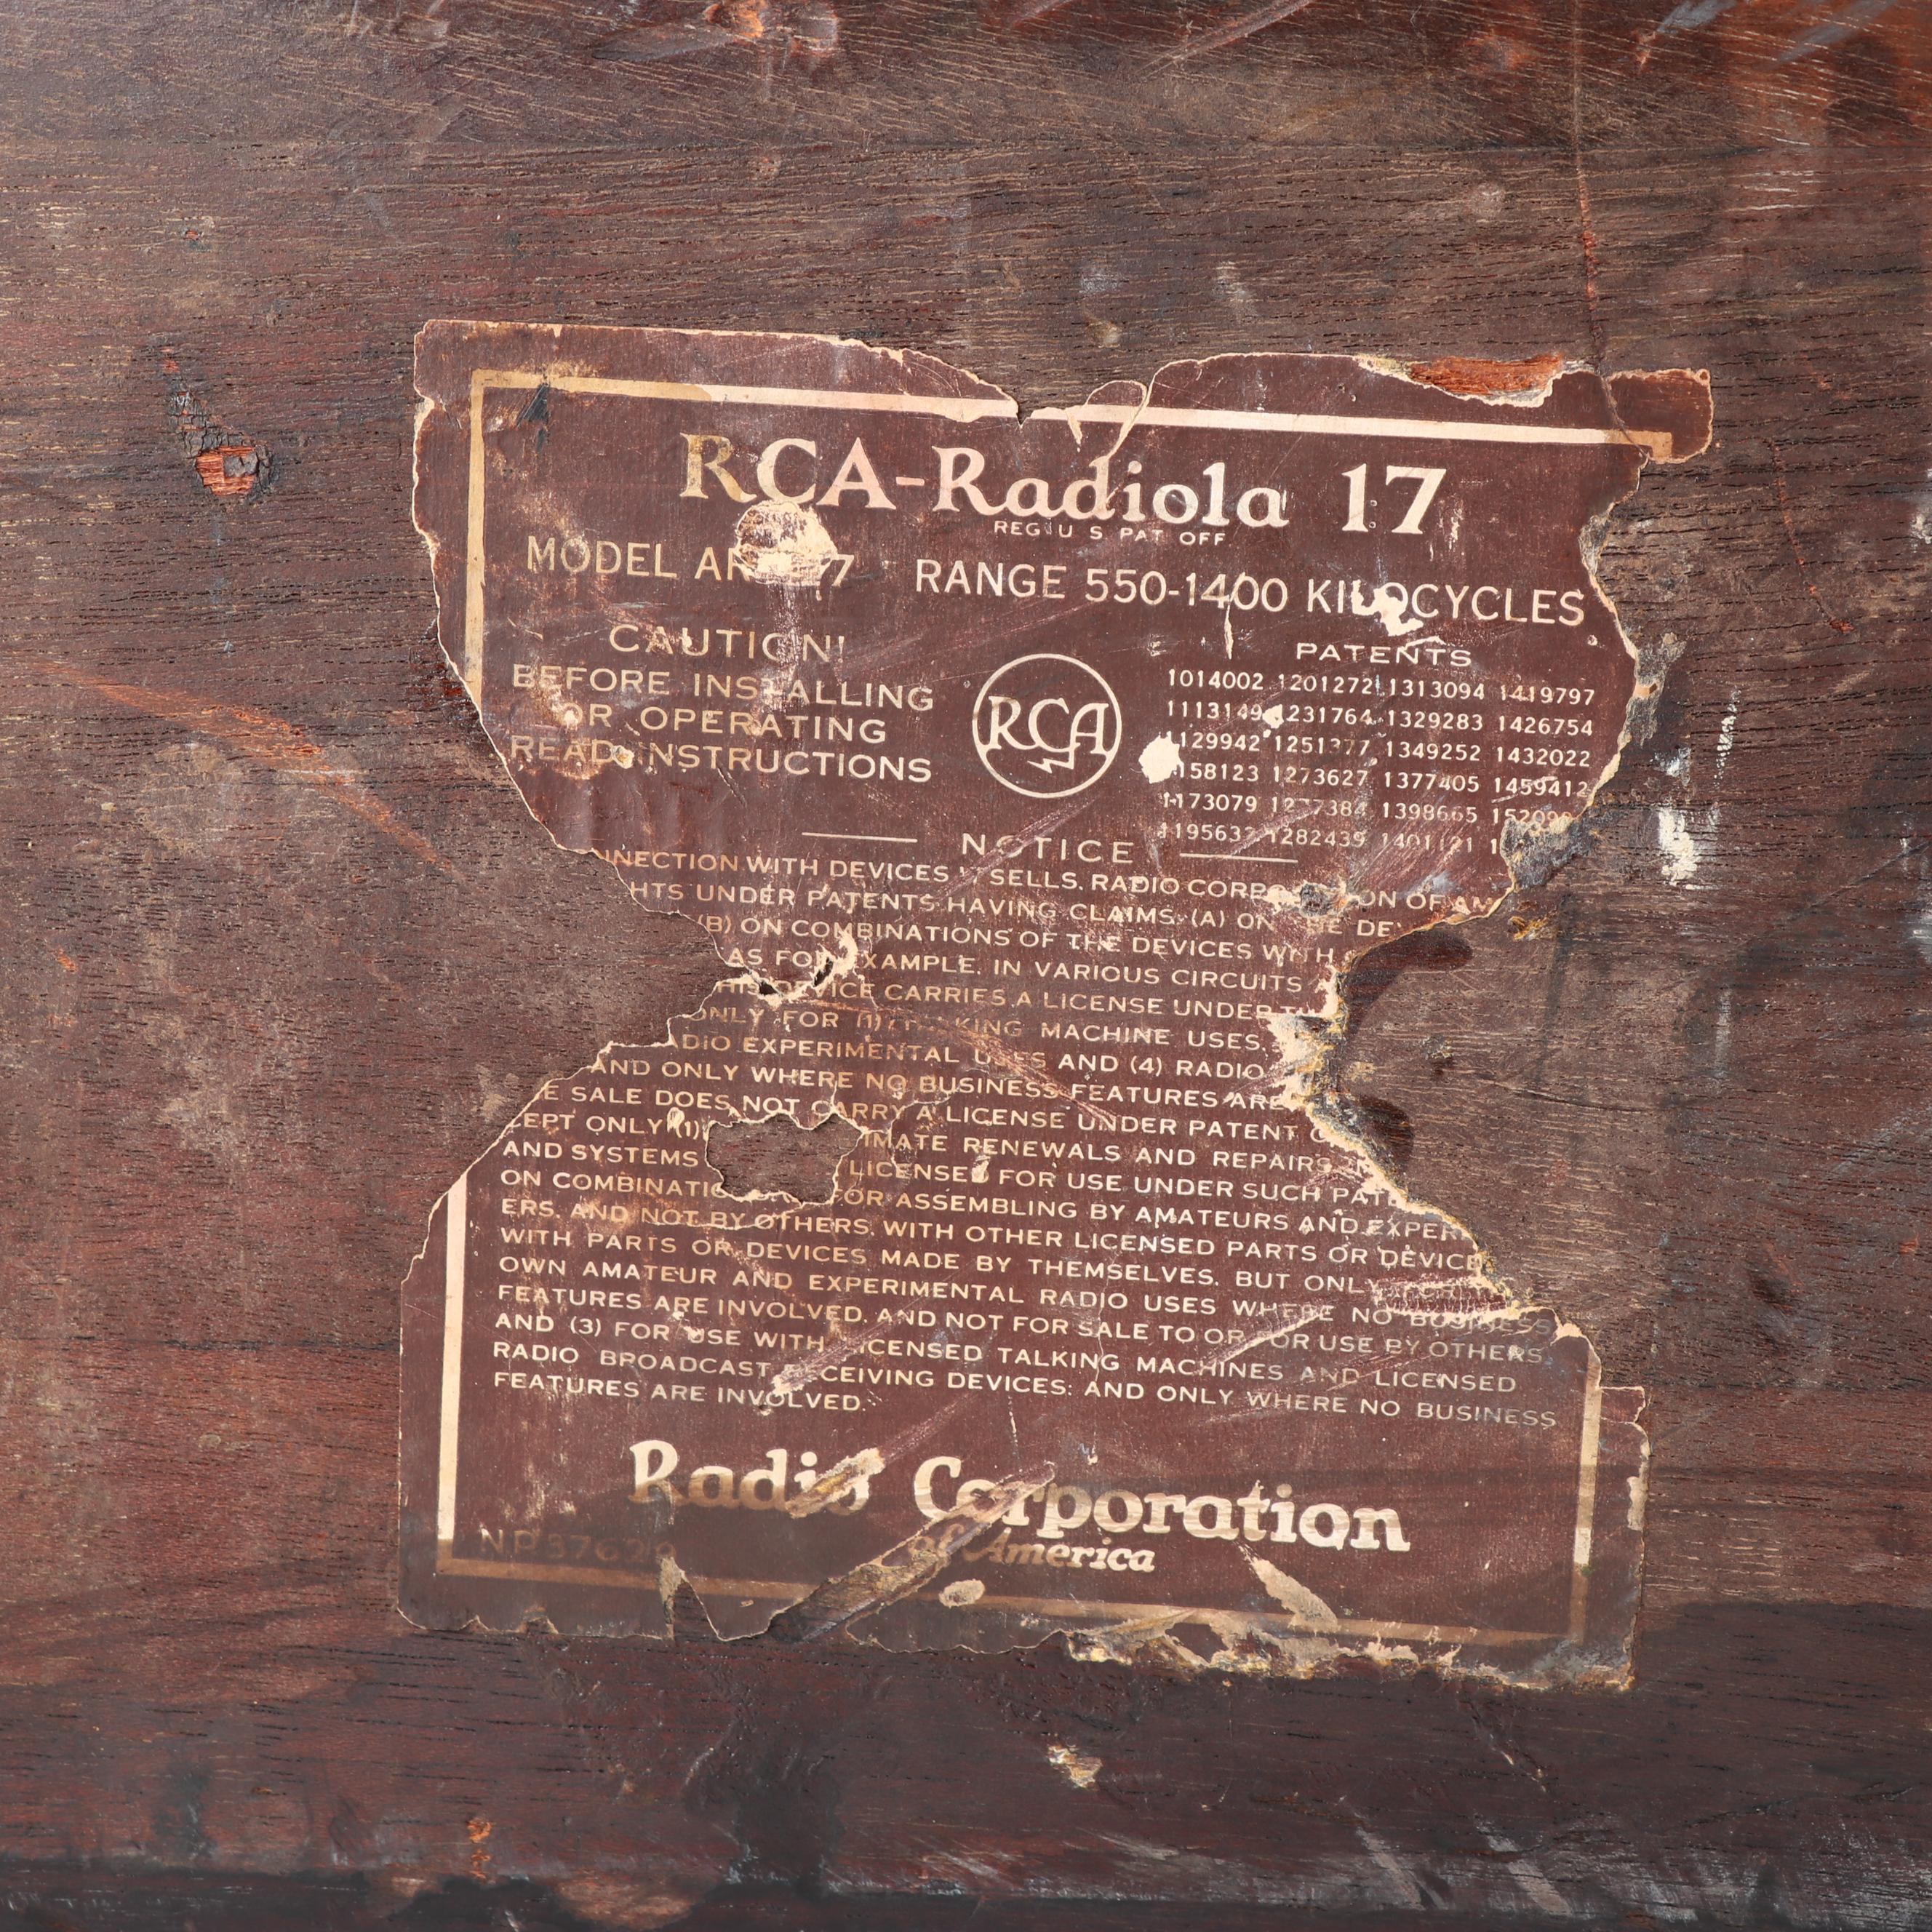 RCA-Radiola 17
REG U S PAT OFF
MODEL RANGE 550-1400 KILOCYCLES
CAUTION!
BEFORE INSTALLING
OR OPERATING
READ INSTRUCTIONS
RCA
PATENTS
1014002 1201272 1313094 1419797
1113149 1231764 1329283 1426754
1129942 1251377 1349252 1432022
1273627 1377405 1459412
1173079 1398665
1282439
NOTICE
WITH DEVICES SELLS, RADIO OF
UNDER PATENTS HAVING CLAIMS (A) ON
(B) ON COMBINATIONS OF THE DEVICES WITH
AS FOR EXAMPLE, IN VARIOUS CIRCUITS
DEVICE CARRIES A LICENSE UNDER
ONLY FOR (1) TALKING MACHINE USES,
RADIO EXPERIMENTAL USES AND (4) RADIO
AND ONLY WHERE NO BUSINESS FEATURES ARE
SALE DOES NOT CARRY A LICENSE UNDER PATENT
ONLY (1) RENEWALS AND REPAIRS
AND SYSTEMS LICENSED FOR USE UNDER SUCH
ON FOR ASSEMBLING BY AMATEURS AND
ERS, AND NOT BY OTHERS, WITH OTHER LICENSED PARTS OR
WITH PARTS OR DEVICES MADE BY THEMSELVES, BUT ONLY
OWN AMATEUR AND EXPERIMENTAL RADIO USES WHERE NO BUSINESS
FEATURES ARE INVOLVED, AND NOT FOR SALE TO OR FOR USE BY OTHERS
AND (3) FOR USE WITH LICENSED TALKING MACHINES AND LICENSED
RADIO BROADCAST RECEIVING DEVICES; AND ONLY WHERE NO BUSINESS
FEATURES ARE INVOLVED.
Radio Corporation
of America